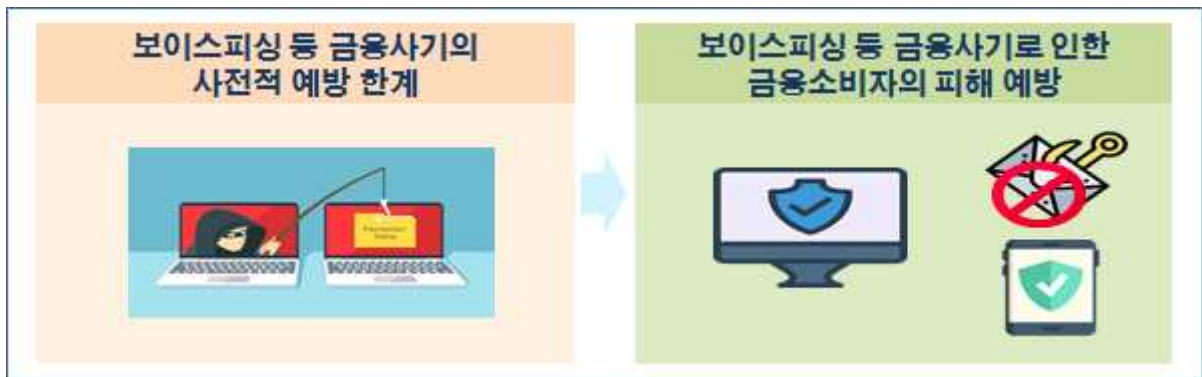 보이스피싱 등 금융사기의
사전적 예방 한계
보이스피싱 등 금융사기로 인한
금융소비자의 피해 예방